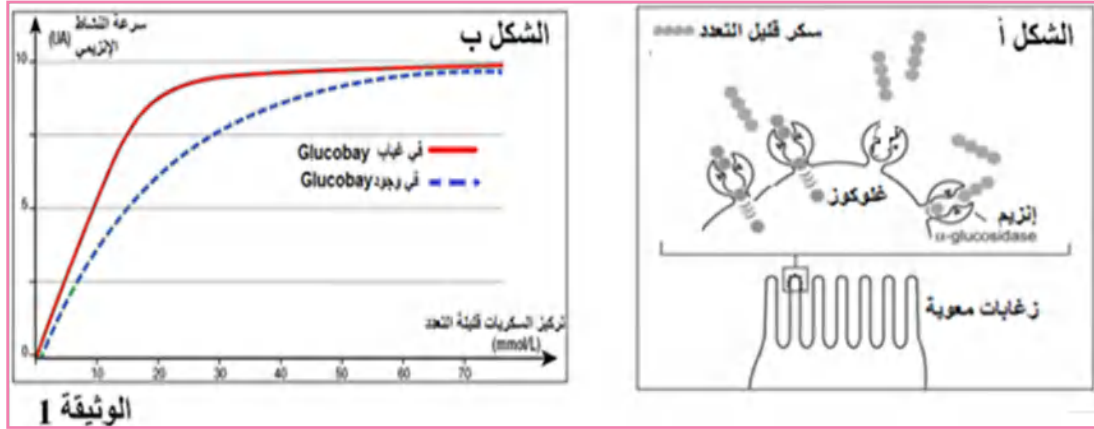 الشكل أ
سكر قليل التعدد
غلوكوز
إنزيم
α-glucosidase
زغابات معوية
الشكل ب
سرعة النشاط
الإنزيمي (UA)
10
5
0
في غياب Glucobay
في وجود Glucobay
تركيز السكريات قليلة التعدد
(mmol/L)
10 20 30 40 50 60 70
الوثيقة 1